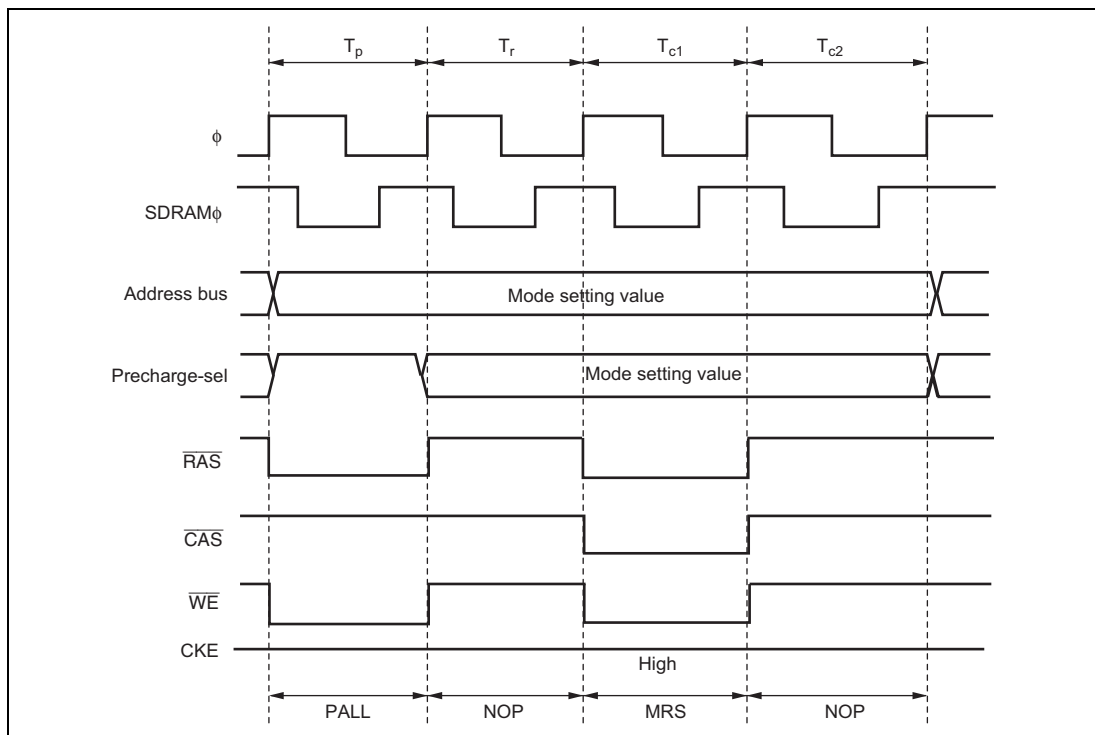 Tp Tr Tc1 Tc2
ϕ
SDRAMϕ
Address bus
Mode setting value
Precharge-sel
Mode setting value
RAS
CAS
WE
CKE
High
PALL NOP MRS NOP